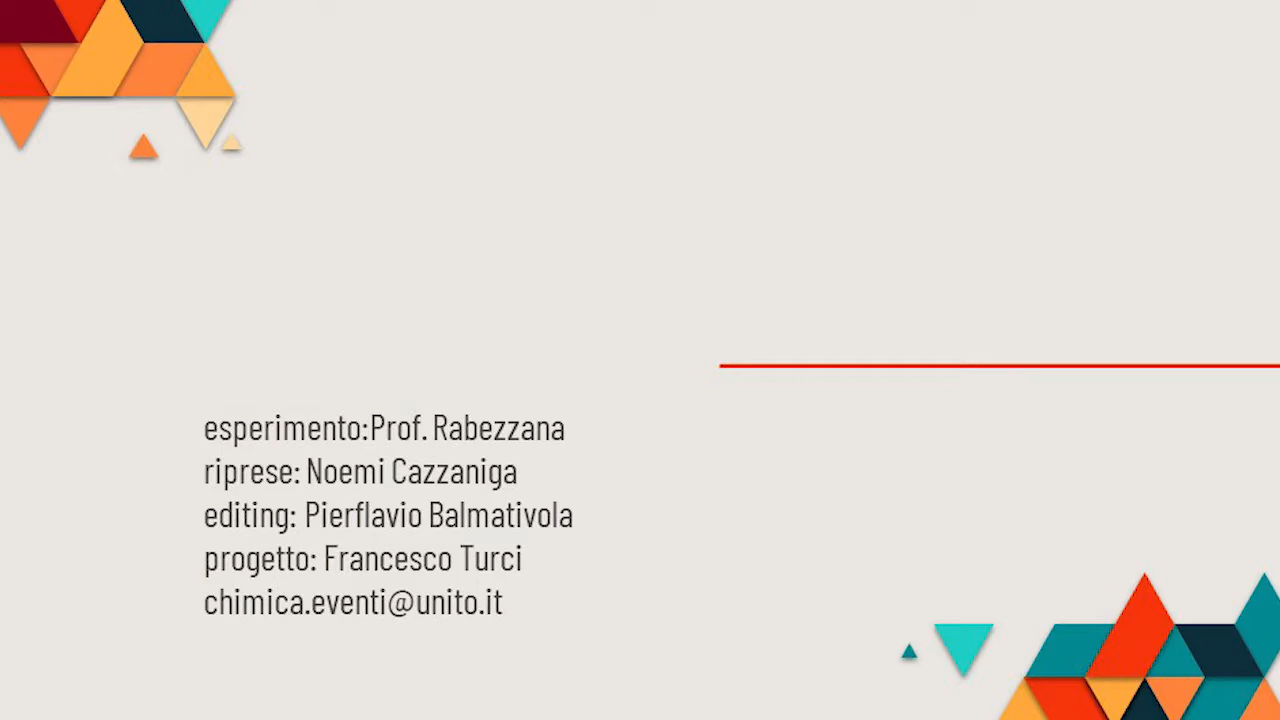 esperimento:Prof. Rabezzana
riprese: Noemi Cazzaniga
editing: Pierflavio Balmativola
progetto: Francesco Turci
chimica.eventi@unito.it